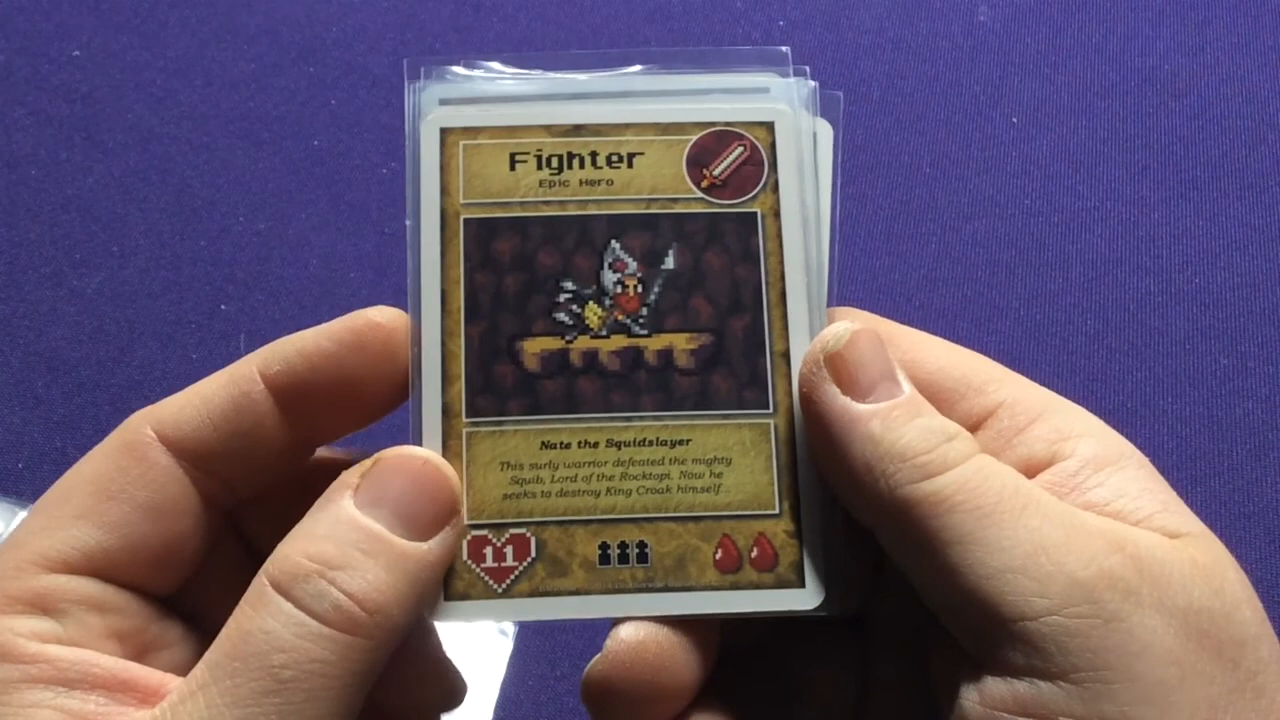 Fighter
Epic Hero
Nate the Squidslayer
This surly warrior defeated the mighty
Squib, Lord of the Rocktopi. Now he
seeks to destroy King Croak himself...
11